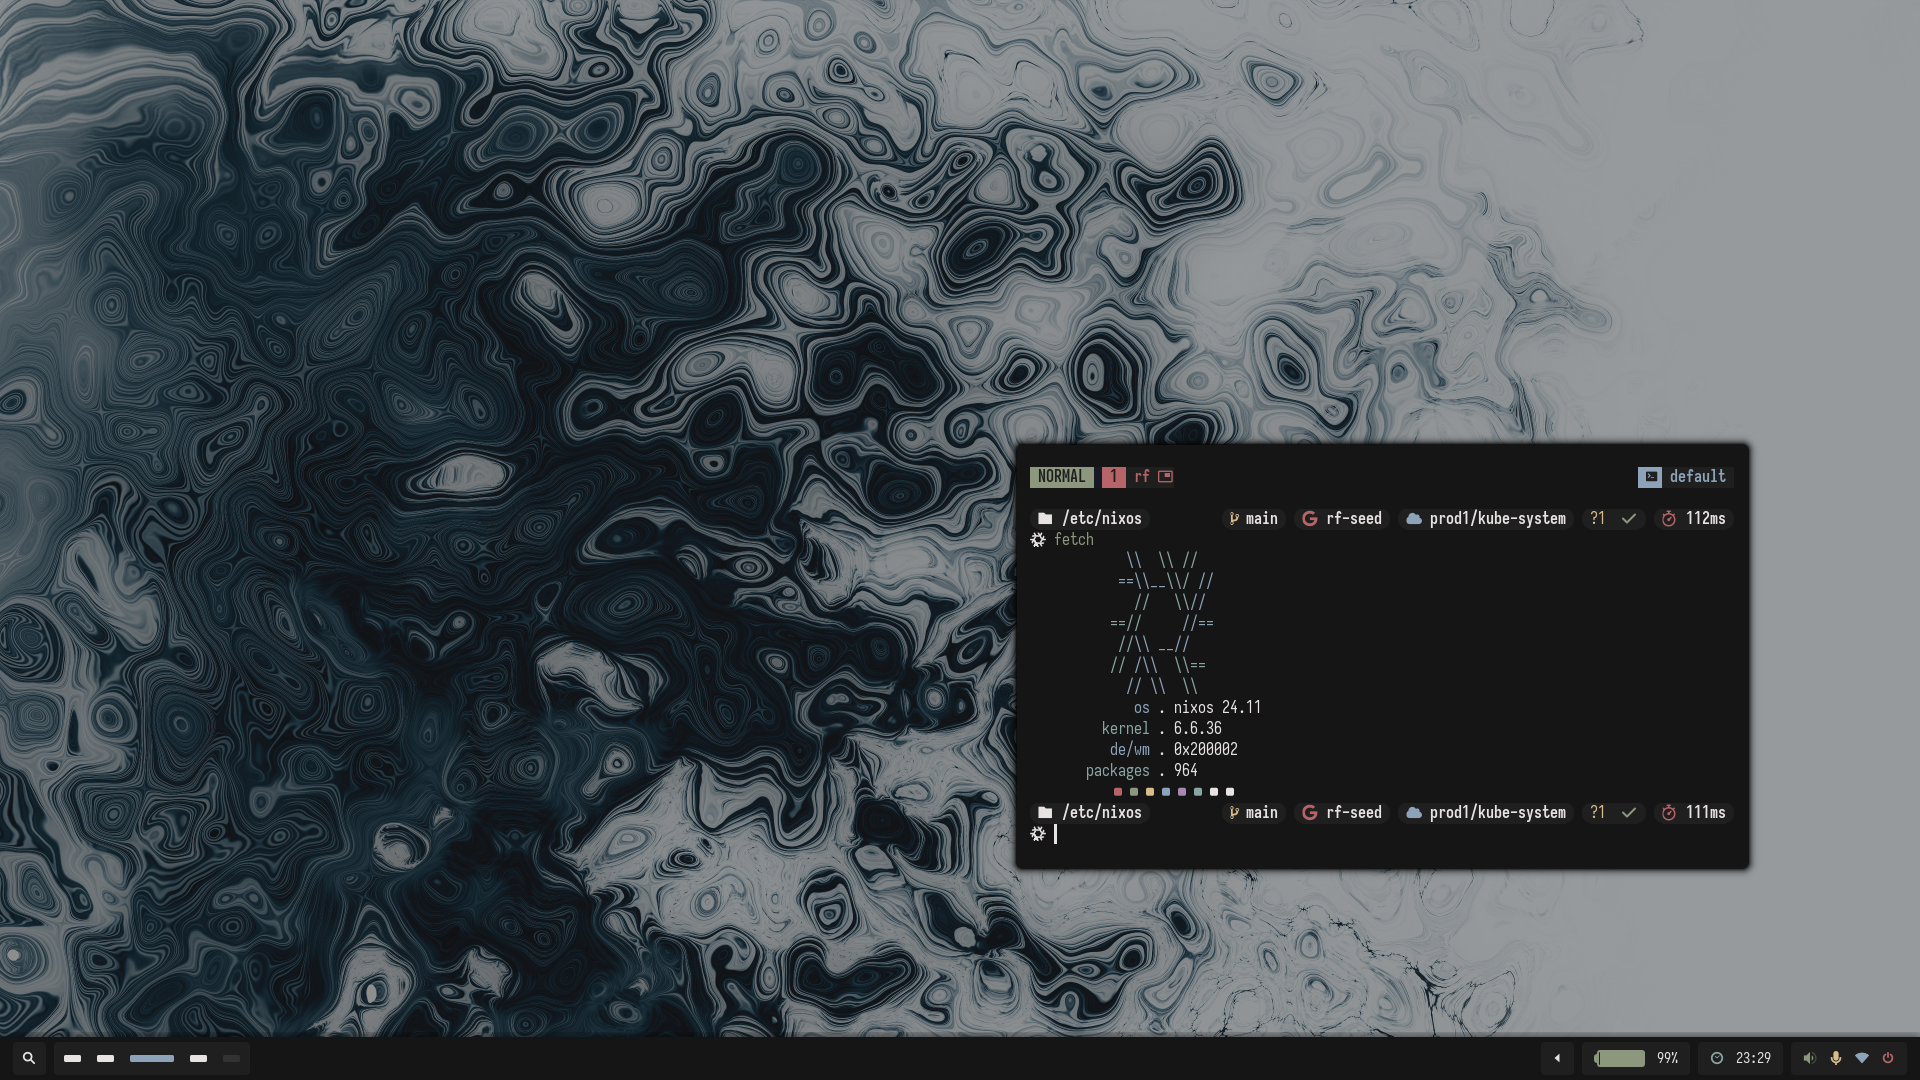 NORMAL 1 rf default
/etc/nixos main rf-seed prod1/kube-system ?1 112ms
fetch
\\  \\ //
==\\__\\/ //
//   \\//
==//     //==
//\\ __//
// /\\  \\==
// \\  \\
os . nixos 24.11
kernel . 6.6.36
de/wm . 0x200002
packages . 964
/etc/nixos main rf-seed prod1/kube-system ?1 111ms
99% 23:29